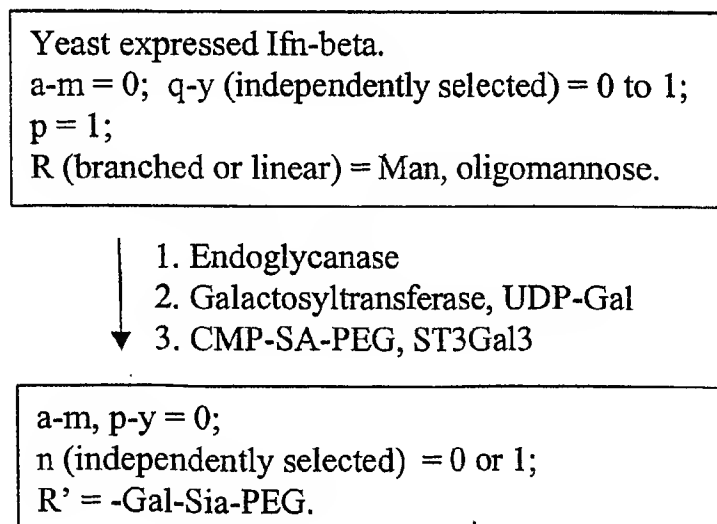 Yeast expressed Ifn-beta.
a-m = 0; q-y (independently selected) = 0 to 1;
p = 1;
R (branched or linear) = Man, oligomannose.
1. Endoglycanase
2. Galactosyltransferase, UDP-Gal
3. CMP-SA-PEG, ST3Gal3
a-m, p-y = 0;
n (independently selected) = 0 or 1;
R' = -Gal-Sia-PEG.